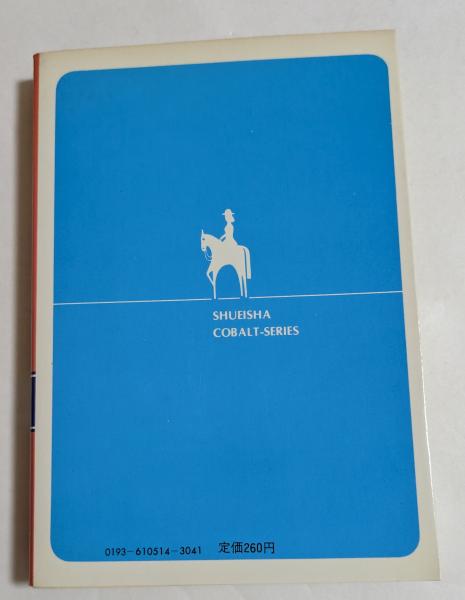 SHUEISHA
COBALT-SERIES
0193-610514-3041 定価260円